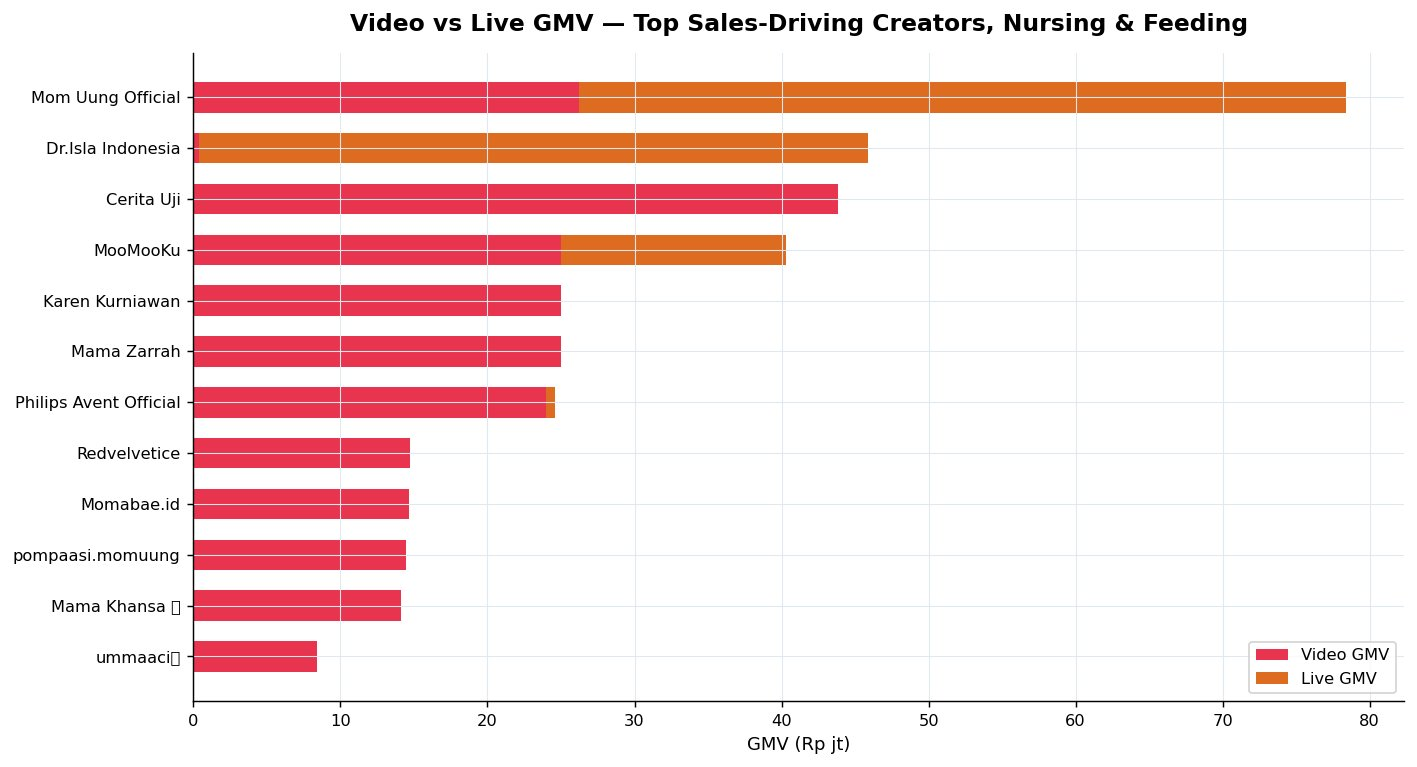 Video vs Live GMV — Top Sales-Driving Creators, Nursing & Feeding
Mom Uung Official
Dr.Isla Indonesia
Cerita Uji
MooMooKu
Karen Kurniawan
Mama Zarrah
Philips Avent Official
Redvelvetice
Momabae.id
pompaasi.momuung
Mama Khansa
ummaaci
Video GMV
Live GMV
0 10 20 30 40 50 60 70 80
GMV (Rp jt)